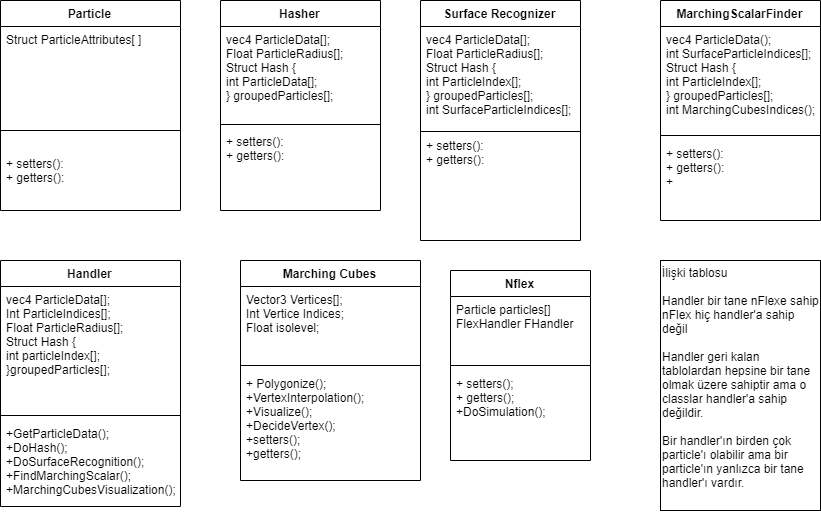 Particle
Struct ParticleAttributes[ ]
+ setters():
+ getters():
Hasher
vec4 ParticleData[];
Float ParticleRadius[];
Struct Hash {
int ParticleData[];
} groupedParticles[];
+ setters():
+ getters():
Surface Recognizer
vec4 ParticleData[];
Float ParticleRadius[];
Struct Hash {
int ParticleIndex[];
} groupedParticles[];
int SurfaceParticleIndices[];
+ setters():
+ getters():
MarchingScalarFinder
vec4 ParticleData();
int SurfaceParticleIndices[];
Struct Hash {
int ParticleIndex[];
} groupedParticles[];
int MarchingCubesIndices();
+ setters():
+ getters():
+
Handler
vec4 ParticleData[];
Int ParticleIndices[];
Float ParticleRadius[];
Struct Hash {
int particleIndex[];
}groupedParticles[];
+GetParticleData();
+DoHash();
+DoSurfaceRecognition();
+FindMarchingScalar();
+MarchingCubesVisualization();
Marching Cubes
Vector3 Vertices[];
Int Vertice Indices;
Float isolevel;
+ Polygonize();
+VertexInterpolation();
+Visualize();
+DecideVertex();
+setters();
+getters();
Nflex
Particle particles[]
FlexHandler FHandler
+ setters();
+ getters();
+DoSimulation();
İlişki tablosu
Handler bir tane nFlexe sahip
nFlex hiç handler'a sahip
değil
Handler geri kalan
tablolardan hepsine bir tane
olmak üzere sahiptir ama o
classlar handler'a sahip
değildir.
Bir handler'ın birden çok
particle'ı olabilir ama bir
particle'ın yanlızca bir tane
handler'ı vardır.